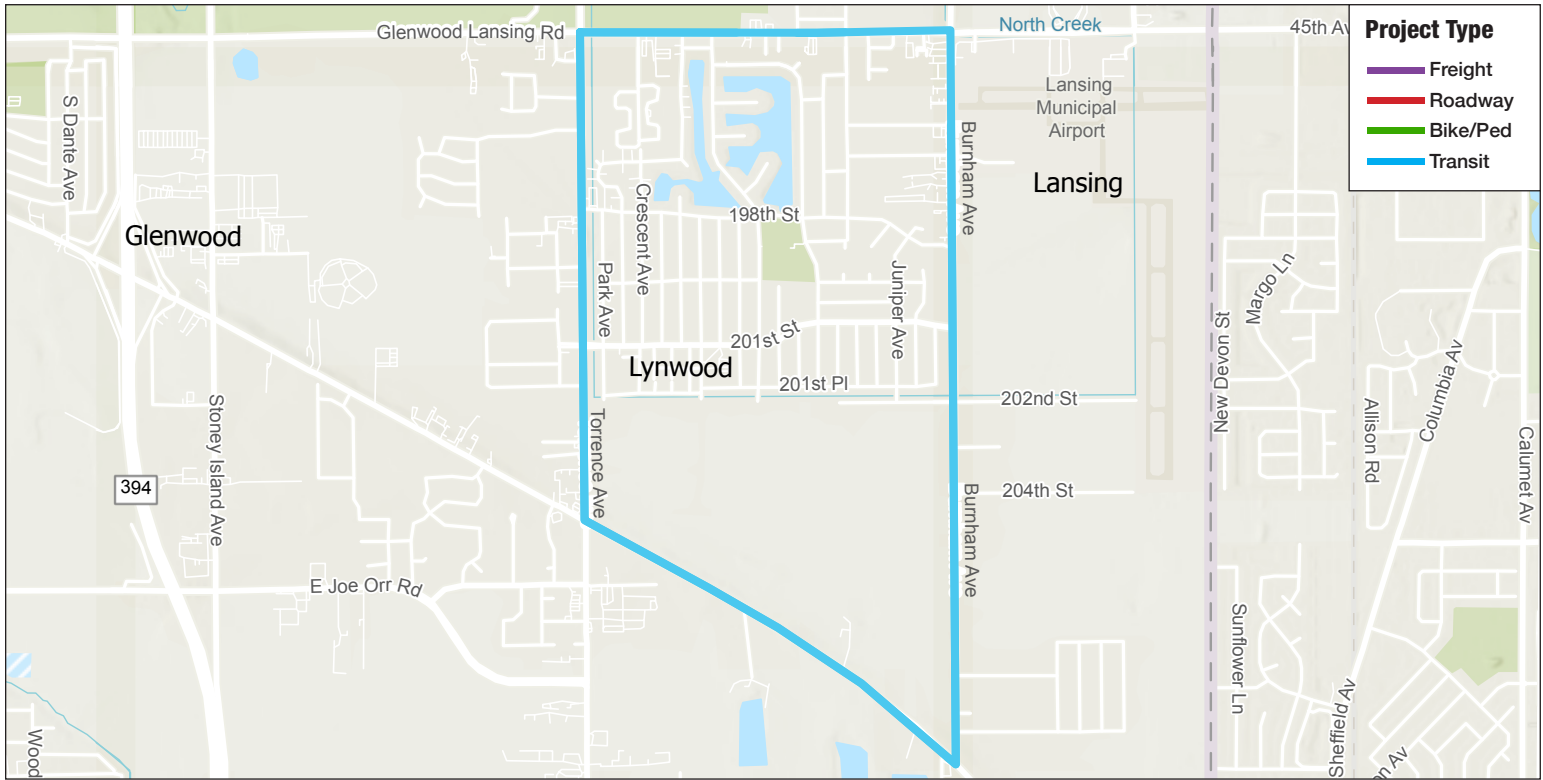 Glenwood Lansing Rd
North Creek
45th Av
Project Type
Freight
Roadway
Bike/Ped
Transit
Lansing
Municipal
Airport
S Dante Ave
Burnham Ave
Lansing
Crescent Ave
198th St
Glenwood
Park Ave
Juniper Ave
Margo Ln
201st St
Lynwood
201st Pl
202nd St
New Devon St
Columbia Av
Allison Rd
Stoney Island Ave
Torrence Ave
Calumet Av
394
204th St
Burnham Ave
E Joe Orr Rd
Sunflower Ln
Sheffield Av
Wood
on Av